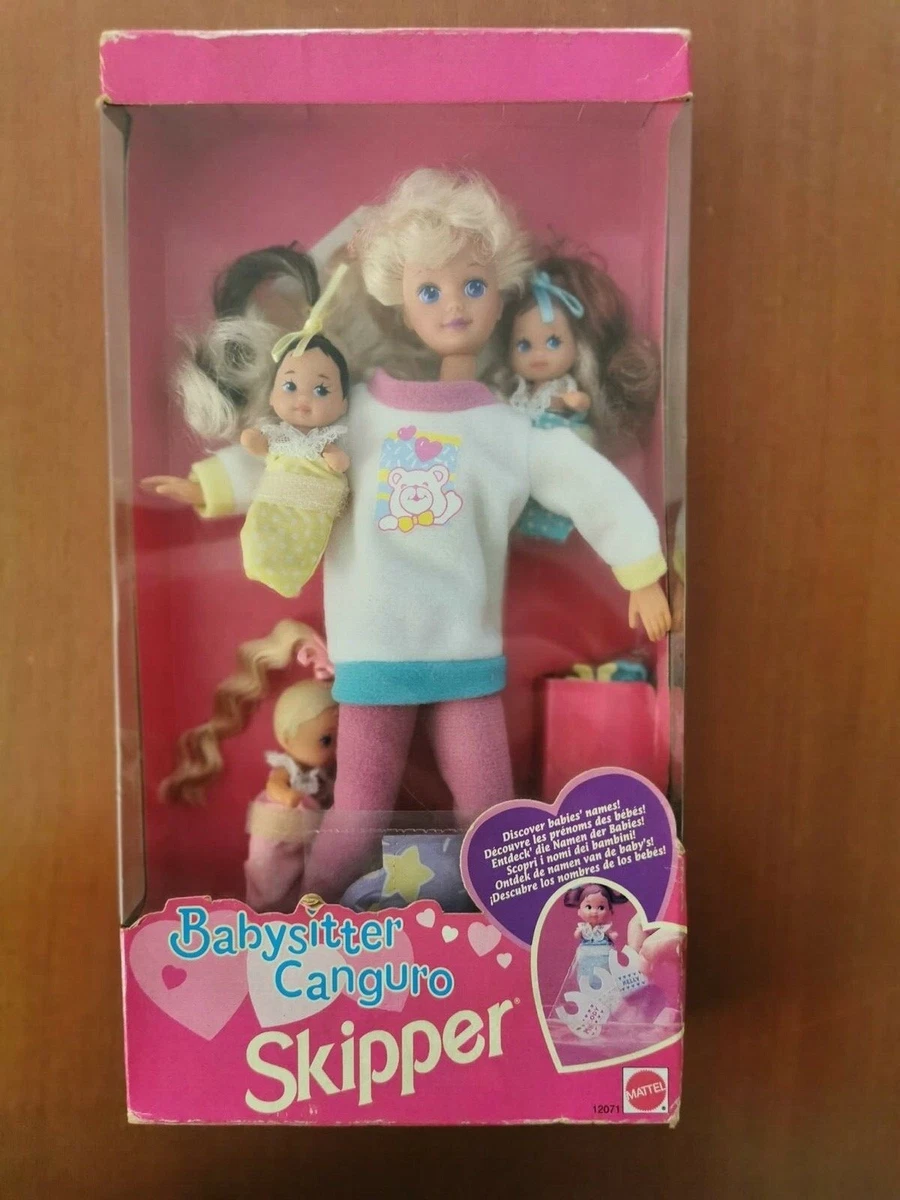 Discover babies' names!
Découvre les prénoms des bébés!
Entdeck' die Namen der Babies!
Scopri i nomi dei bambini!
Ontdek de namen van de baby's!
¡Descubre los nombres de los bebés!
Babysitter
Canguro
Skipper®
KELLY
12071
MATTEL